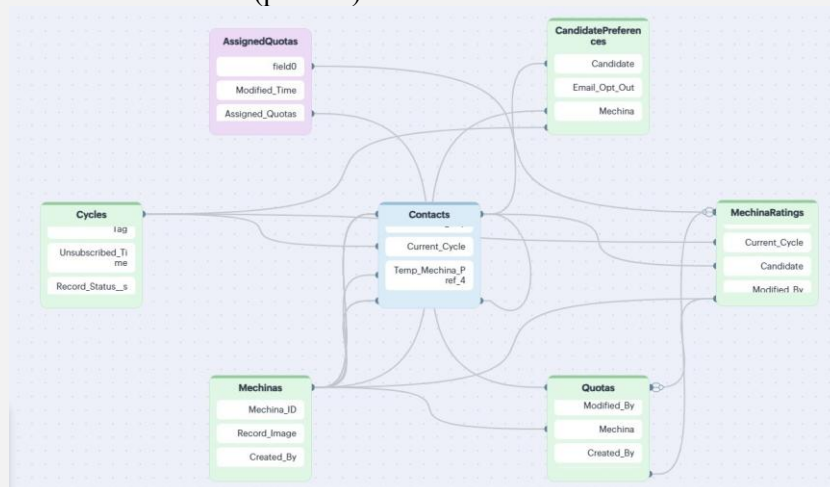 AssignedQuotas
field0
Modified_Time
Assigned_Quotas
CandidatePreferen
ces
Candidate
Email_Opt_Out
Mechina
Cycles
Tag
Unsubscribed_Ti
me
Record_Status__s
Contacts
Current_Cycle
Temp_Mechina_P
ref_4
MechinaRatings
Current_Cycle
Candidate
Modified_By
Mechinas
Mechina_ID
Record_Image
Created_By
Quotas
Modified_By
Mechina
Created_By